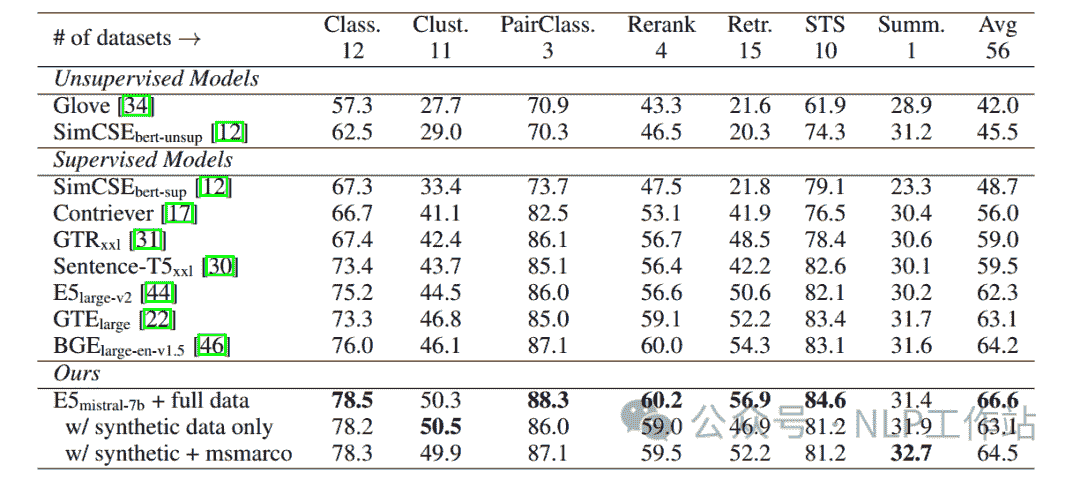 # of datasets → Class. Clust. PairClass. Rerank Retr. STS Summ. Avg
12 11 3 4 15 10 1 56
Unsupervised Models
Glove [34] 57.3 27.7 70.9 43.3 21.6 61.9 28.9 42.0
SimCSEbert-unsup [12] 62.5 29.0 70.3 46.5 20.3 74.3 31.2 45.5
Supervised Models
SimCSEbert-sup [12] 67.3 33.4 73.7 47.5 21.8 79.1 23.3 48.7
Contriever [17] 66.7 41.1 82.5 53.1 41.9 76.5 30.4 56.0
GTRxxl [31] 67.4 42.4 86.1 56.7 48.5 78.4 30.6 59.0
Sentence-T5xxl [30] 73.4 43.7 85.1 56.4 42.2 82.6 30.1 59.5
E5large-v2 [44] 75.2 44.5 86.0 56.6 50.6 82.1 30.2 62.3
GTElarge [22] 73.3 46.8 85.0 59.1 52.2 83.4 31.7 63.1
BGElarge-en-v1.5 [46] 76.0 46.1 87.1 60.0 54.3 83.1 31.6 64.2
Ours
E5mistral-7b + full data 78.5 50.3 88.3 60.2 56.9 84.6 31.4 66.6
w/ synthetic data only 78.2 50.5 86.0 59.0 46.9 81.2 31.9 63.1
w/ synthetic + msmarco 78.3 49.9 87.1 59.5 52.2 81.2 32.7 64.5
公众号 · NLP工作站